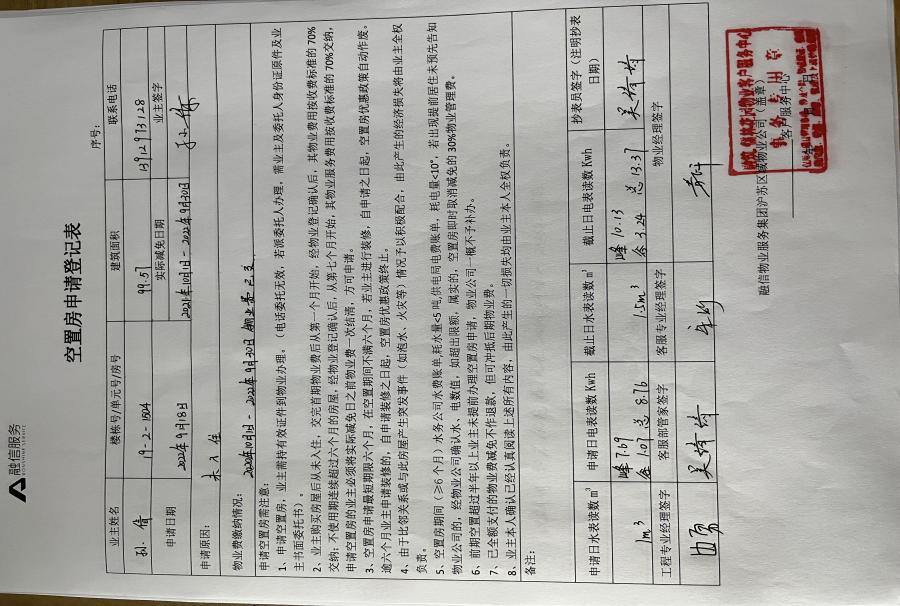 融信服务
空置房申请登记表
序号:
业主姓名 楼栋号/单元号/房号 建筑面积 联系电话
孙倩 19-2-1504 99.57 13912973128
申请日期 2022年9月18日 实际减免日期 2021年10月1日-2022年9月30日 业主签字
申请原因: 未入住
物业费缴纳情况: 2020年10月1日-2022年9月30日 物业费已交
申请空置房需注意:
1、申请空置房,业主需持有效证件到物业办理。(电话委托无效,若派委托人办理,需业主及委托人身份证原件及业
主书面委托书)。
2、业主购买房屋后从未入住,交完首期物业费后从第一个月开始,经物业登记确认后,其物业费用按收费标准的70%
交纳;不使用期连续超过六个月的房屋,经物业登记确认后,从第七个月开始,其物业服务费用按收费标准的70%交纳,
申请空置房的业主必须将实际减免日之前物业费一次结清,方可申请。
3、空置房申请最短期限六个月,在空置期间不满六个月,若业主进行装修,自申请之日起,空置房优惠政策自动作废。
逾六个月业主申请装修的,自申请装修之日起,空置房优惠政策终止。
4、由于比邻关系或与此房屋产生突发事件(如泡水、火灾等)情况予以积极配合,由此产生的经济损失将由业主全权
负责。
5、空置房期间(≥6个月)水务公司水费账单,耗水量<5吨,供电局电费账单,耗电量<10°,若出现提前居住未预先告知
物业公司的,经物业公司确认水、电数值,如超出限额,属实的,空置房即时取消减免的30%物业管理费。
6、前期空置超过半年以上业主未提前办理空置房申请,物业公司一概不予补办。
7、已全额支付的物业费减免不作退款,但可冲抵后期物业费。
8、业主本人确认已经认真阅读上述所有内容,由此产生的一切损失均由业主本人全权负责。
备注:
申请日水表读数m³ 申请日电表读数Kwh 截止日水表读数m³ 截止日电表读数Kwh 抄表员签字(注明抄表
日期)
1m³ 峰7.69 谷1.07 总8.76 1.5m³ 峰10.13 谷3.24 总13.37
工程专业经理签字 客服部管家签字 客服专业经理签字 物业经理签字
融信物业服务集团沪苏区域物业公司(盖章)
客户服务中心